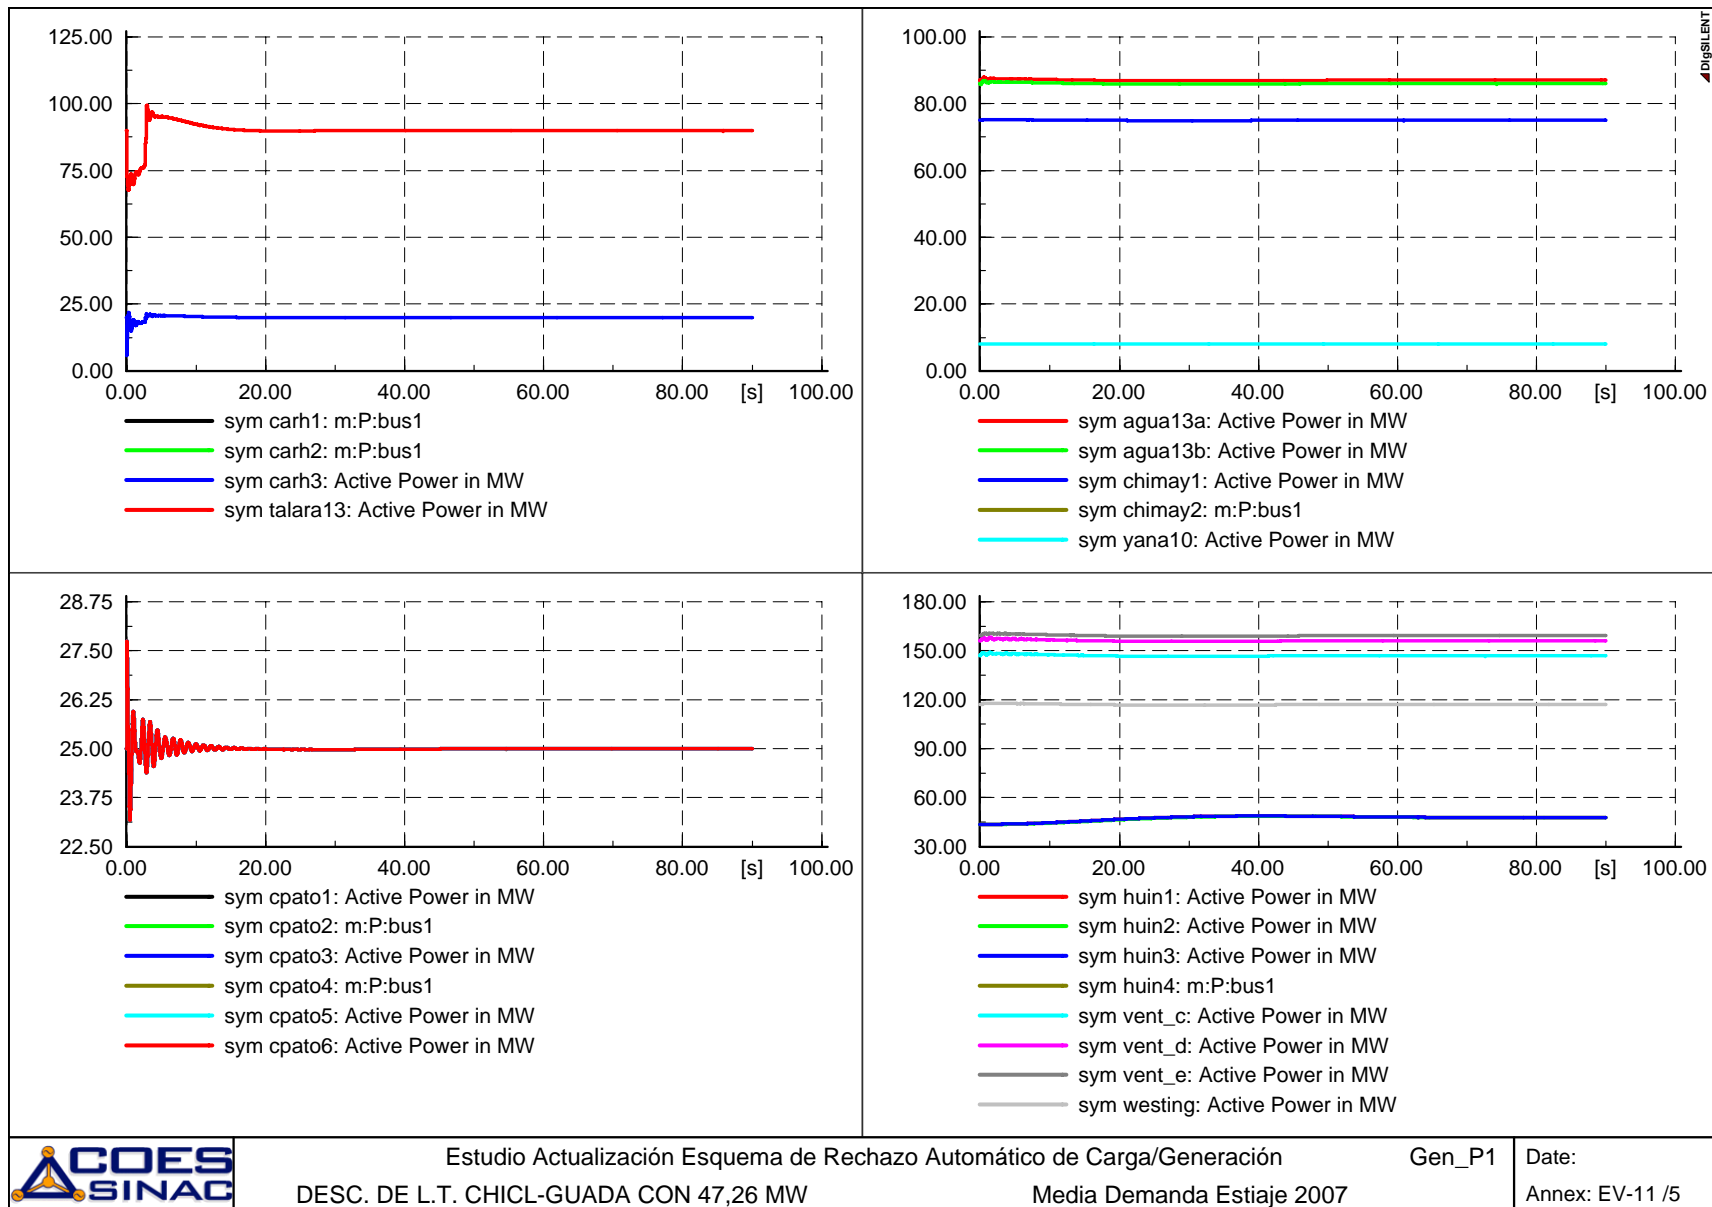 DIgSILENT
125.00
100.00
75.00
50.00
25.00
0.00
0.00 20.00 40.00 60.00 80.00 [s] 100.00
sym carh1: m:P:bus1
sym carh2: m:P:bus1
sym carh3: Active Power in MW
sym talara13: Active Power in MW
100.00
80.00
60.00
40.00
20.00
0.00
0.00 20.00 40.00 60.00 80.00 [s] 100.00
sym agua13a: Active Power in MW
sym agua13b: Active Power in MW
sym chimay1: Active Power in MW
sym chimay2: m:P:bus1
sym yana10: Active Power in MW
28.75
27.50
26.25
25.00
23.75
22.50
0.00 20.00 40.00 60.00 80.00 [s] 100.00
sym cpato1: Active Power in MW
sym cpato2: m:P:bus1
sym cpato3: Active Power in MW
sym cpato4: m:P:bus1
sym cpato5: Active Power in MW
sym cpato6: Active Power in MW
180.00
150.00
120.00
90.00
60.00
30.00
0.00 20.00 40.00 60.00 80.00 [s] 100.00
sym huin1: Active Power in MW
sym huin2: Active Power in MW
sym huin3: Active Power in MW
sym huin4: m:P:bus1
sym vent_c: Active Power in MW
sym vent_d: Active Power in MW
sym vent_e: Active Power in MW
sym westing: Active Power in MW
COES
SINAC
Estudio Actualización Esquema de Rechazo Automático de Carga/Generación Gen_P1
DESC. DE L.T. CHICL-GUADA CON 47,26 MW Media Demanda Estiaje 2007
Date:
Annex: EV-11 /5